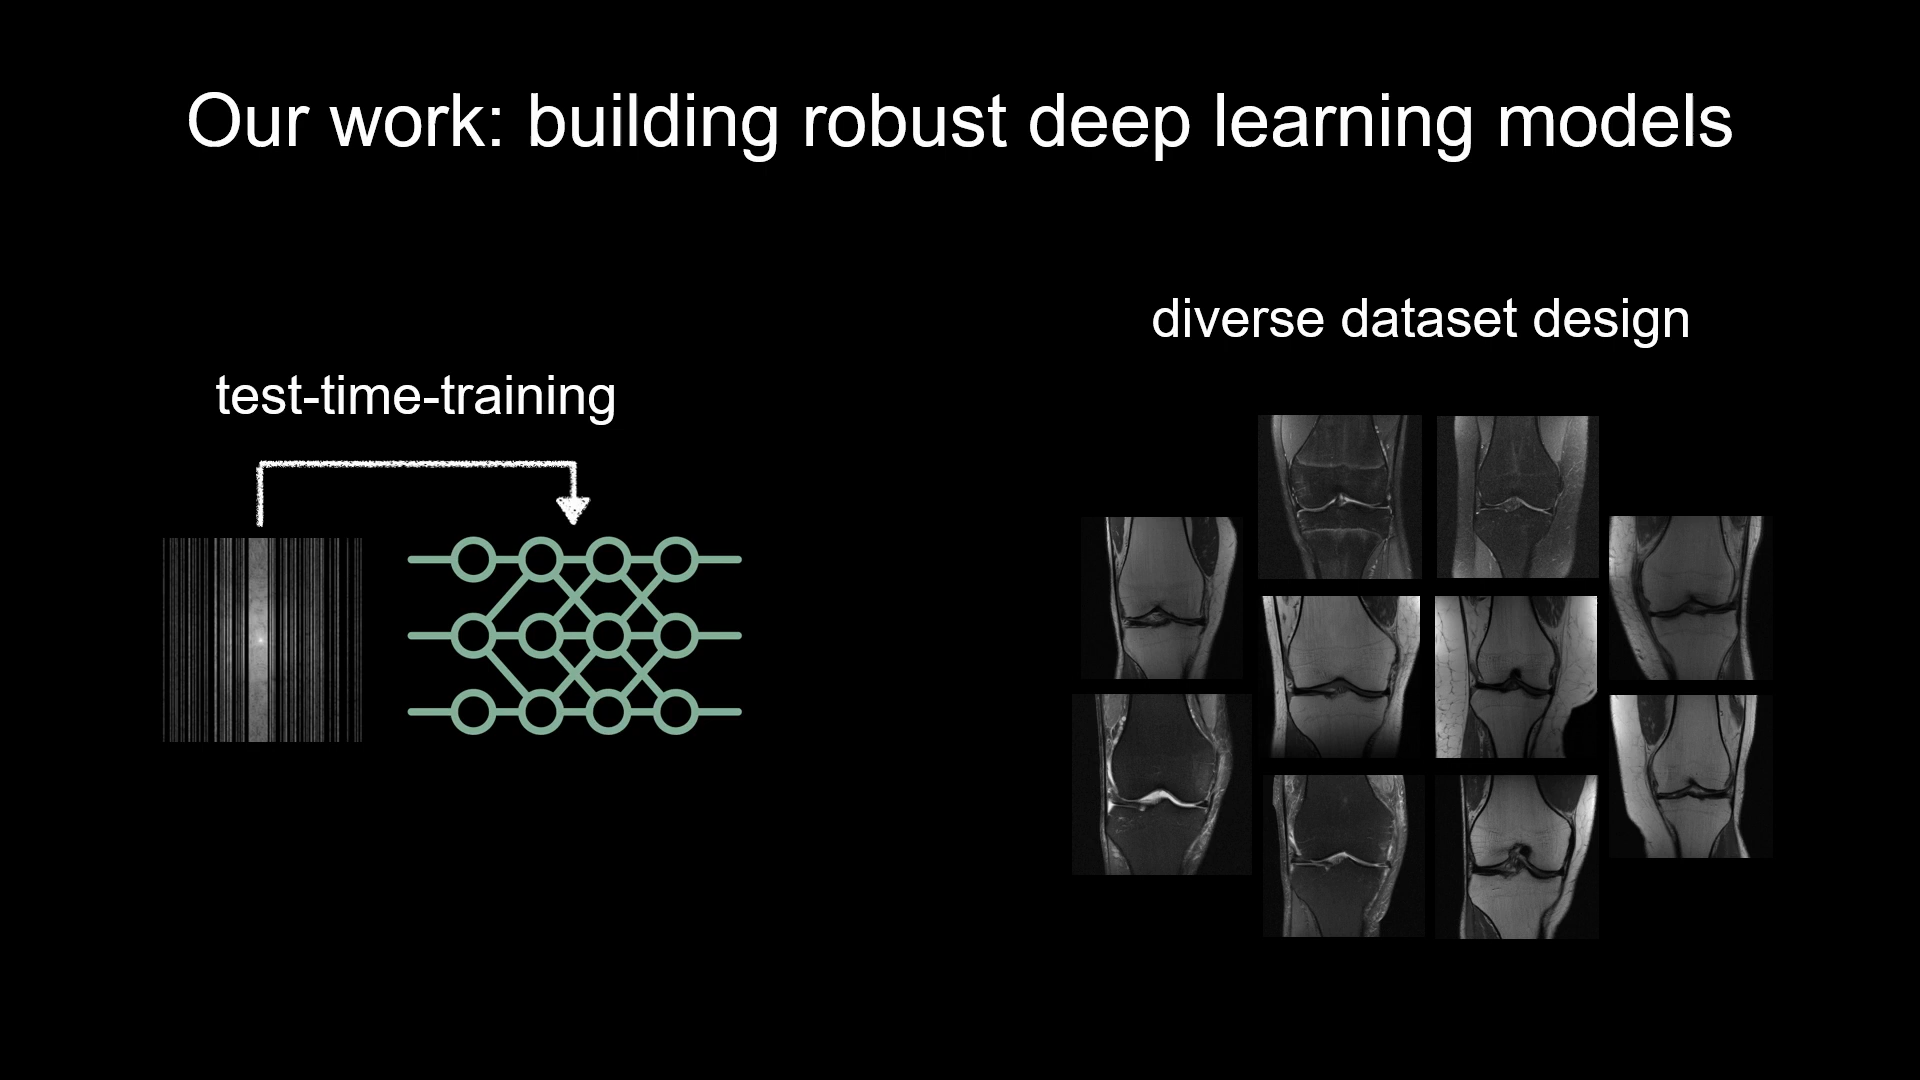 Our work: building robust deep learning models
test-time-training
diverse dataset design